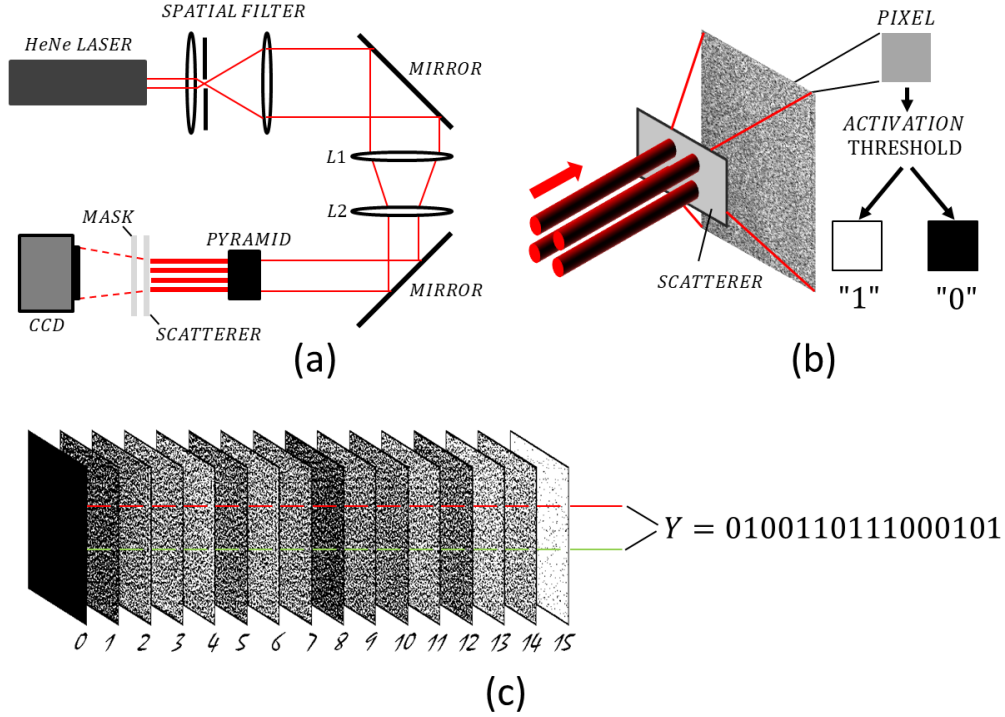 SPATIAL FILTER
HeNe LASER
MIRROR
L1
L2
MASK
PYRAMID
MIRROR
CCD
SCATTERER
(a)
PIXEL
ACTIVATION
THRESHOLD
SCATTERER
"1"
"0"
(b)
Y = 0100110111000101
0 1 2 3 4 5 6 7 8 9 10 11 12 13 14 15
(c)